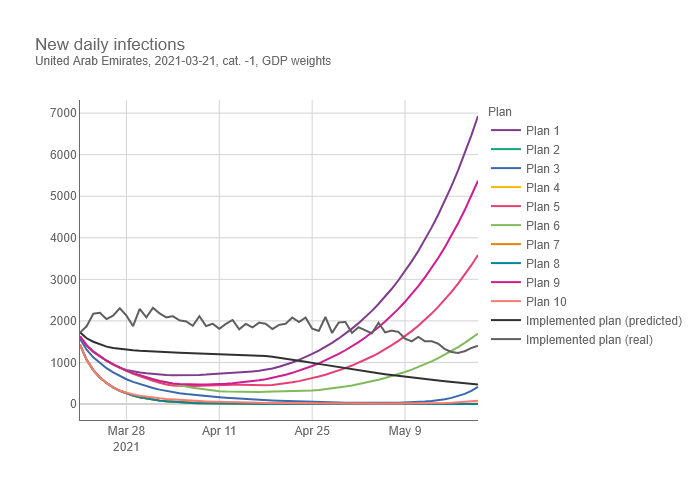 New daily infections
United Arab Emirates, 2021-03-21, cat. -1, GDP weights
7000
6000
5000
4000
3000
2000
1000
0
Mar 28
2021
Apr 11
Apr 25
May 9
Plan
Plan 1
Plan 2
Plan 3
Plan 4
Plan 5
Plan 6
Plan 7
Plan 8
Plan 9
Plan 10
Implemented plan (predicted)
Implemented plan (real)